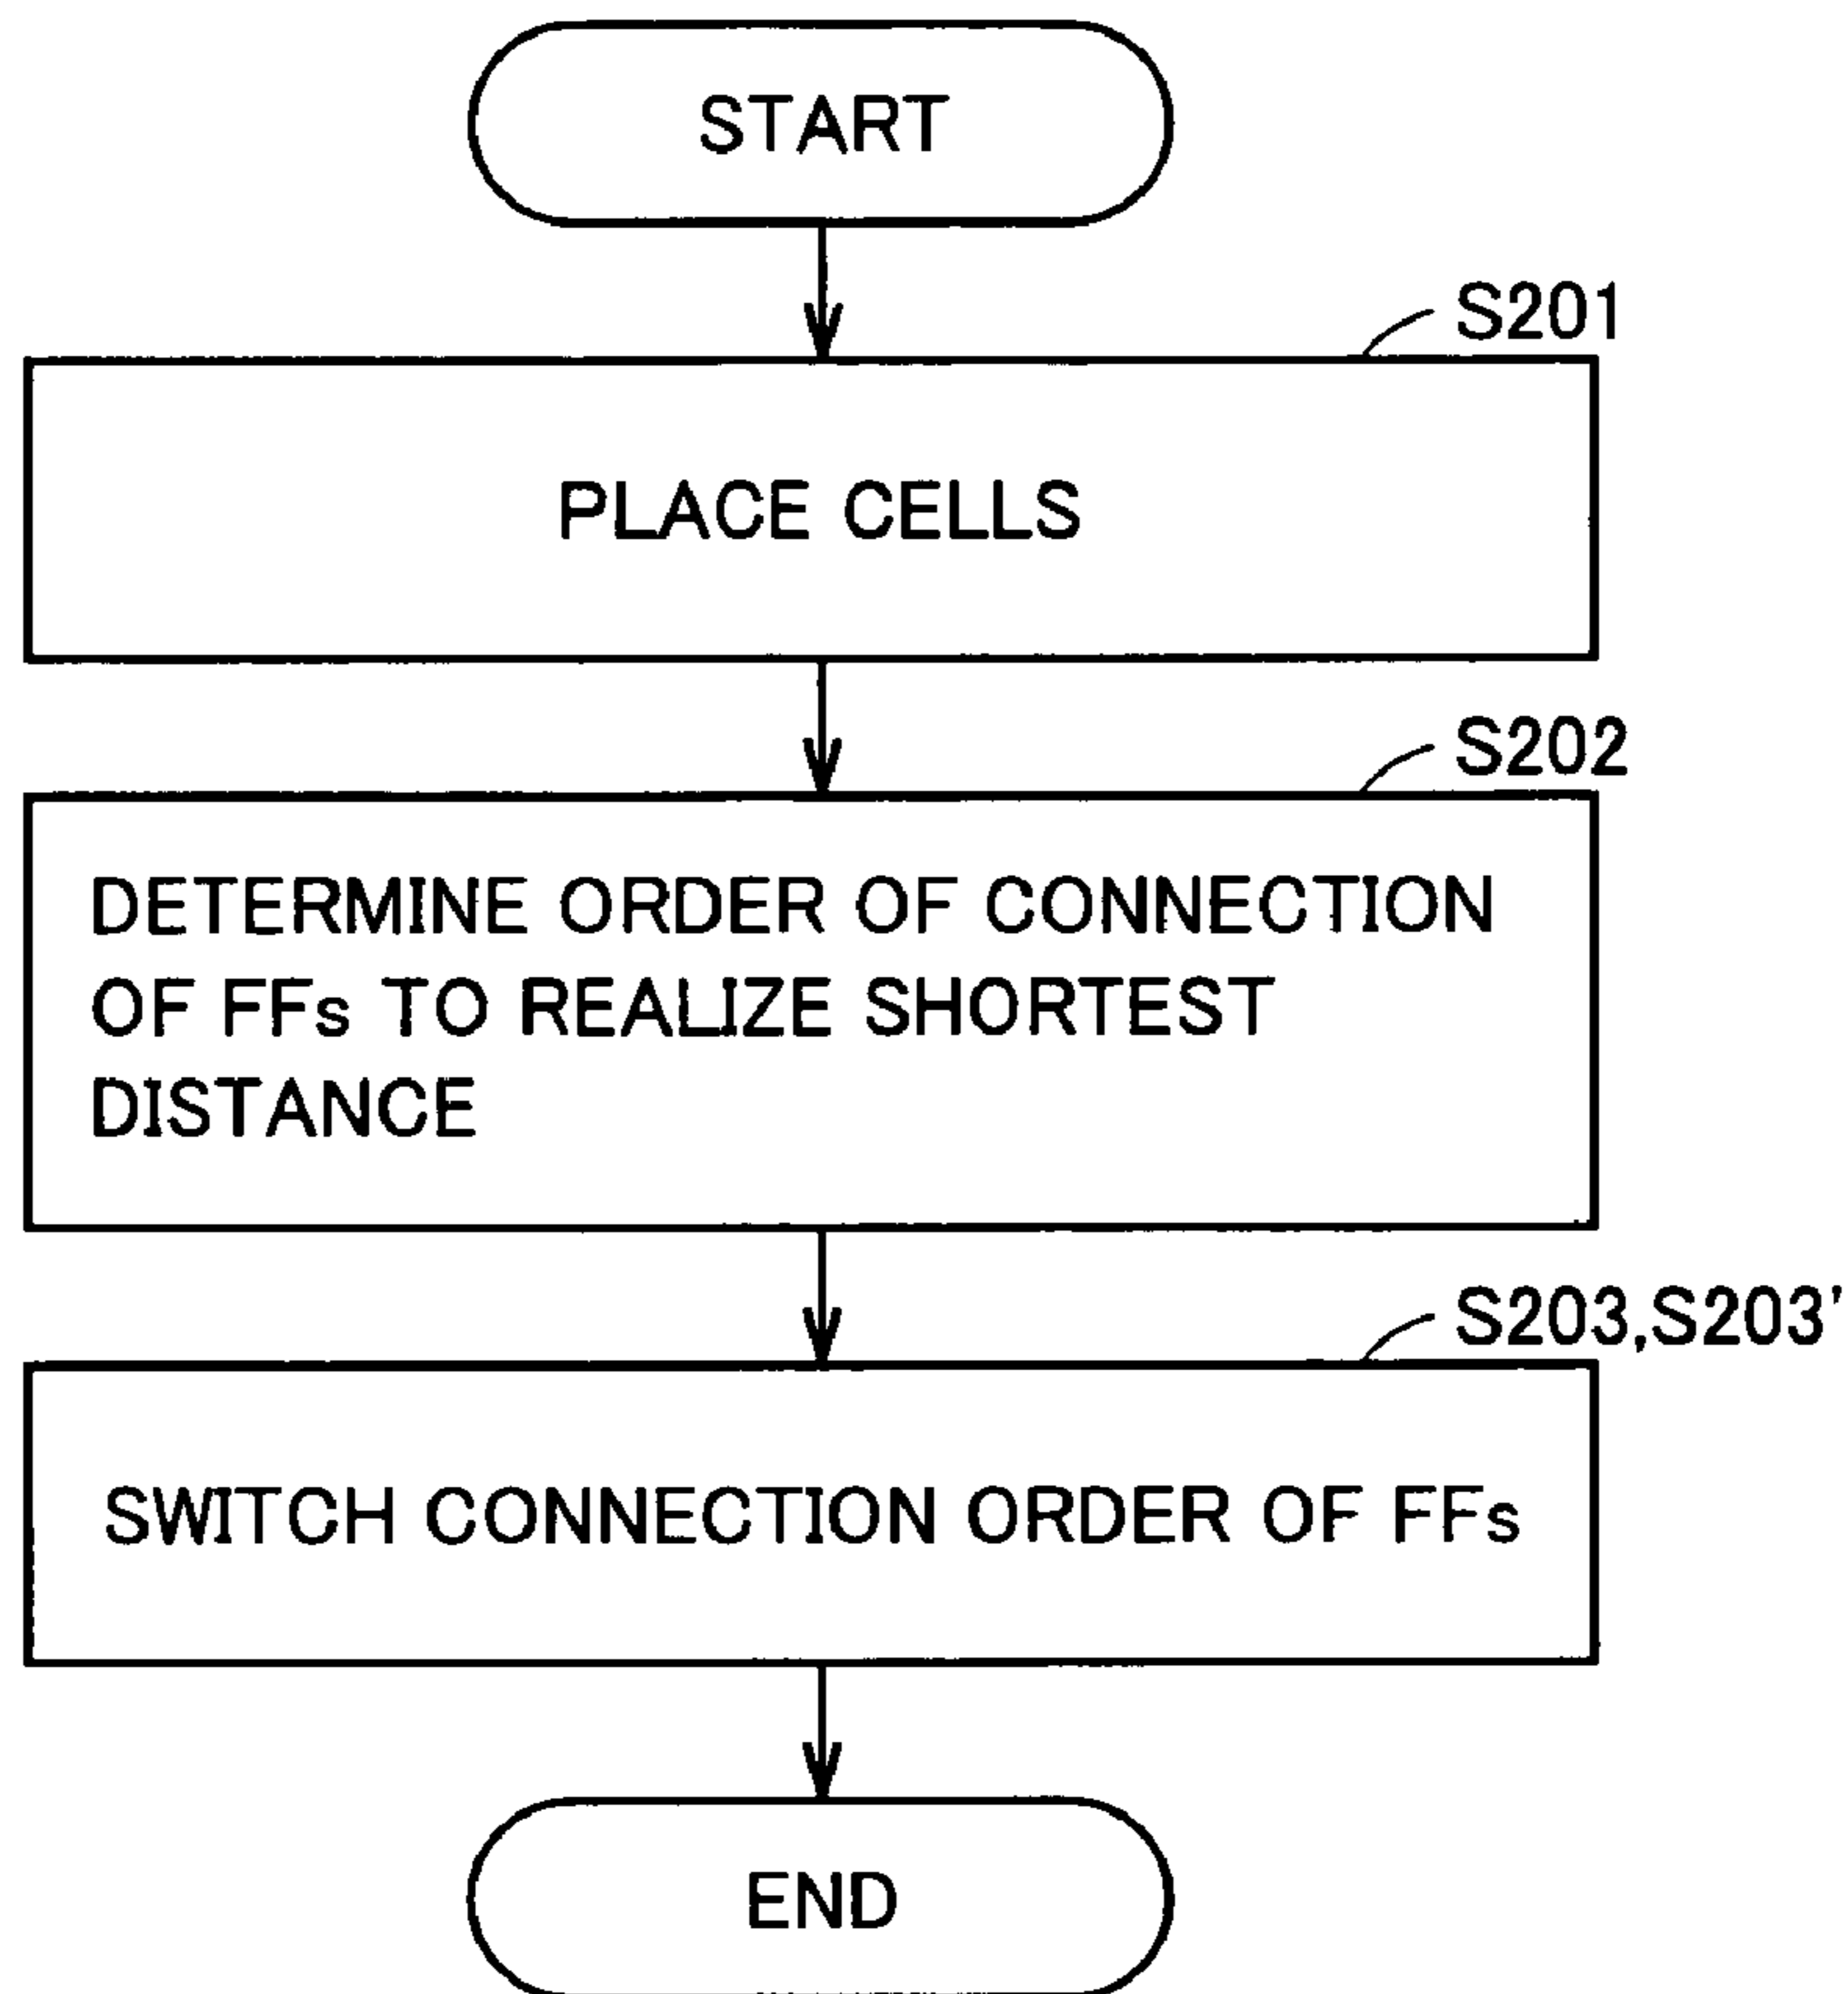 START
S201
PLACE CELLS
S202
DETERMINE ORDER OF CONNECTION
OF FFs TO REALIZE SHORTEST
DISTANCE
S203,S203'
SWITCH CONNECTION ORDER OF FFs
END